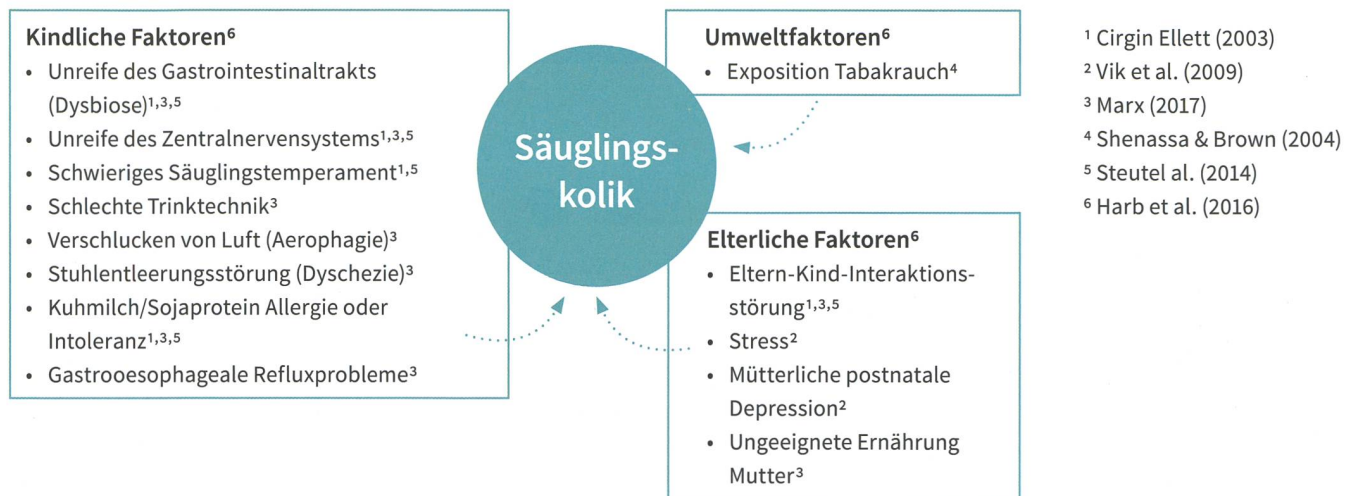 Kindliche Faktoren⁶
• Unreife des Gastrointestinaltrakts
(Dysbiose)¹,³,⁵
• Unreife des Zentralnervensystems¹,³,⁵
• Schwieriges Säuglingstemperament¹,⁵
• Schlechte Trinktechnik³
• Verschlucken von Luft (Aerophagie)³
• Stuhlentleerungsstörung (Dyschezie)³
• Kuhmilch/Sojaprotein Allergie oder
Intoleranz¹,³,⁵
• Gastrooesophageale Refluxprobleme³
Säuglings-
kolik
Umweltfaktoren⁶
• Exposition Tabakrauch⁴
Elterliche Faktoren⁶
• Eltern-Kind-Interaktions-
störung¹,³,⁵
• Stress²
• Mütterliche postnatale
Depression²
• Ungeeignete Ernährung
Mutter³
¹ Cirgin Ellett (2003)
² Vik et al. (2009)
³ Marx (2017)
⁴ Shenassa & Brown (2004)
⁵ Steutel al. (2014)
⁶ Harb et al. (2016)